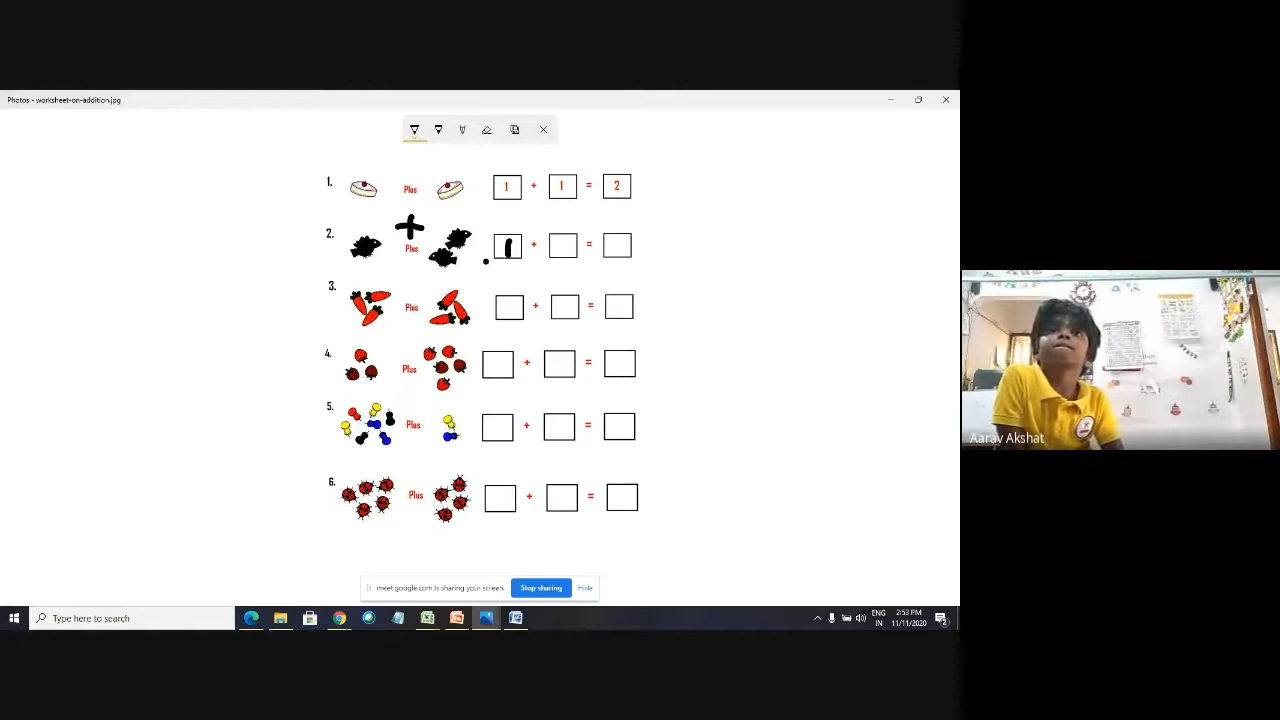 Photos - worksheet-on-addition.jpg
1. Plus 1 + 1 = 2
+
2. Plus 1 + =
3. Plus + =
4. Plus + =
5. Plus + =
6. Plus + =
Aarav Akshat
meet.google.com is sharing your screen. Stop sharing Hide
Type here to search
ENG 2:53 PM
IN 11/11/2020 2